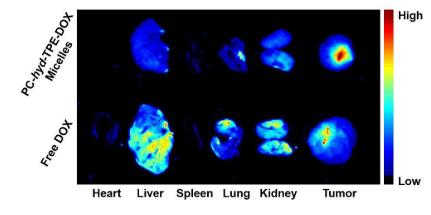 PC-hyd-TPE-DOX
Micelles
High
Free DOX
Low
Heart Liver Spleen Lung Kidney Tumor